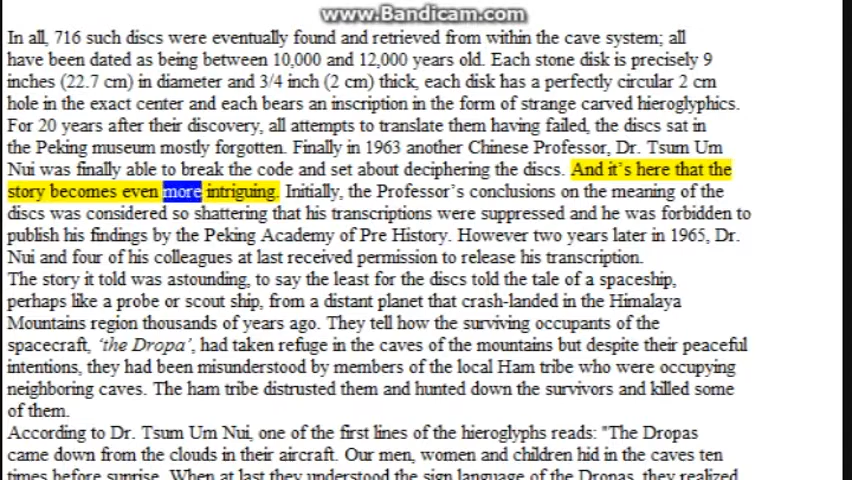 www.Bandicam.com
In all, 716 such discs were eventually found and retrieved from within the cave system; all
have been dated as being between 10,000 and 12,000 years old. Each stone disk is precisely 9
inches (22.7 cm) in diameter and 3/4 inch (2 cm) thick, each disk has a perfectly circular 2 cm
hole in the exact center and each bears an inscription in the form of strange carved hieroglyphics.
For 20 years after their discovery, all attempts to translate them having failed, the discs sat in
the Peking museum mostly forgotten. Finally in 1963 another Chinese Professor, Dr. Tsum Um
Nui was finally able to break the code and set about deciphering the discs. And it's here that the
story becomes even more intriguing. Initially, the Professor's conclusions on the meaning of the
discs was considered so shattering that his transcriptions were suppressed and he was forbidden to
publish his findings by the Peking Academy of Pre History. However two years later in 1965, Dr.
Nui and four of his colleagues at last received permission to release his transcription.
The story it told was astounding, to say the least for the discs told the tale of a spaceship,
perhaps like a probe or scout ship, from a distant planet that crash-landed in the Himalaya
Mountains region thousands of years ago. They tell how the surviving occupants of the
spacecraft, 'the Dropa', had taken refuge in the caves of the mountains but despite their peaceful
intentions, they had been misunderstood by members of the local Ham tribe who were occupying
neighboring caves. The ham tribe distrusted them and hunted down the survivors and killed some
of them.
According to Dr. Tsum Um Nui, one of the first lines of the hieroglyphs reads: "The Dropas
came down from the clouds in their aircraft. Our men, women and children hid in the caves ten
times before sunrise. When at last they understood the sign language of the Dropas, they realized